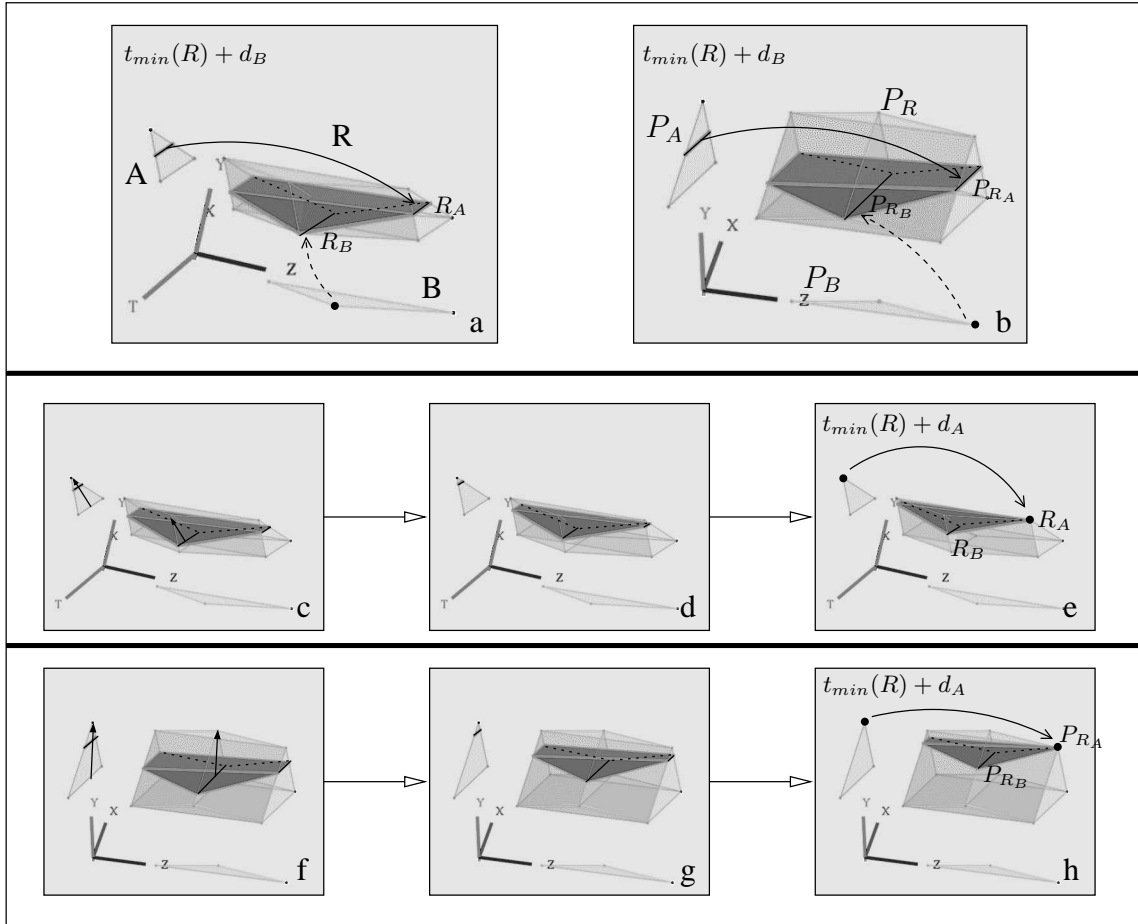 t_{min}(R) + d_B
R
A
Y
R_A
X
R_B
Z
B
T
a
t_{min}(R) + d_B
P_R
P_A
P_{R_A}
P_{R_B}
Y
X
P_B
Z
b
Y
X
Z
T
c
Y
X
Z
T
d
t_{min}(R) + d_A
Y
R_A
X
R_B
Z
T
e
Y
X
Z
f
Y
X
Z
g
t_{min}(R) + d_A
P_{R_A}
P_{R_B}
Y
X
Z
h